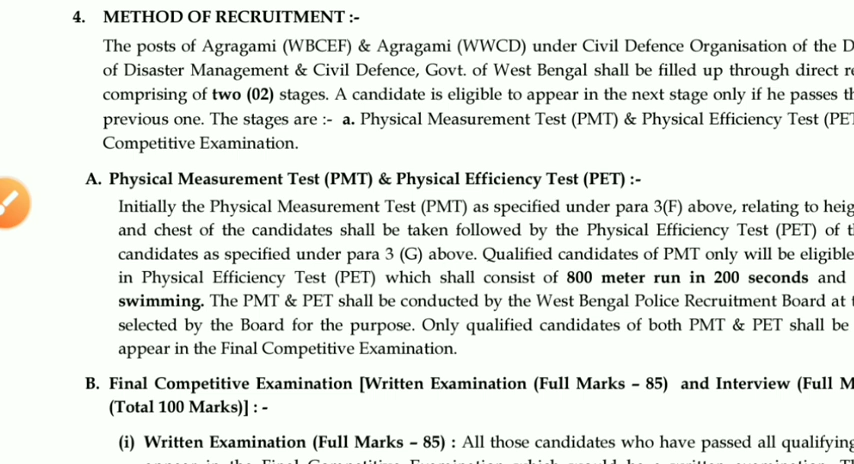 4. METHOD OF RECRUITMENT :-
The posts of Agragami (WBCEF) & Agragami (WWCD) under Civil Defence Organisation of the
of Disaster Management & Civil Defence, Govt. of West Bengal shall be filled up through direct
comprising of two (02) stages. A candidate is eligible to appear in the next stage only if he passes
previous one. The stages are :- a. Physical Measurement Test (PMT) & Physical Efficiency Test (PET
Competitive Examination.
A. Physical Measurement Test (PMT) & Physical Efficiency Test (PET) :-
Initially the Physical Measurement Test (PMT) as specified under para 3(F) above, relating to heig
and chest of the candidates shall be taken followed by the Physical Efficiency Test (PET) of
candidates as specified under para 3 (G) above. Qualified candidates of PMT only will be eligible
in Physical Efficiency Test (PET) which shall consist of 800 meter run in 200 seconds and
swimming. The PMT & PET shall be conducted by the West Bengal Police Recruitment Board at
selected by the Board for the purpose. Only qualified candidates of both PMT & PET shall be
appear in the Final Competitive Examination.
B. Final Competitive Examination [Written Examination (Full Marks – 85) and Interview (Full M
(Total 100 Marks)] : -
(i) Written Examination (Full Marks – 85) : All those candidates who have passed all qualifying